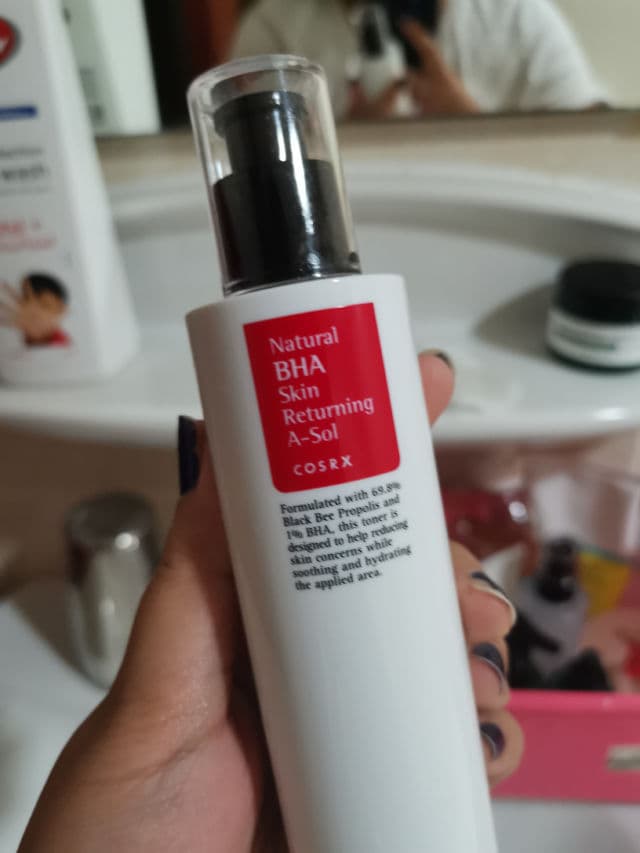 Natural
BHA
Skin
Returning
A-Sol
COSRX
Formulated with 69.8%
Black Bee Propolis and
1% BHA, this toner is
designed to help reducing
skin concerns while
soothing and hydrating
the applied area.
wash